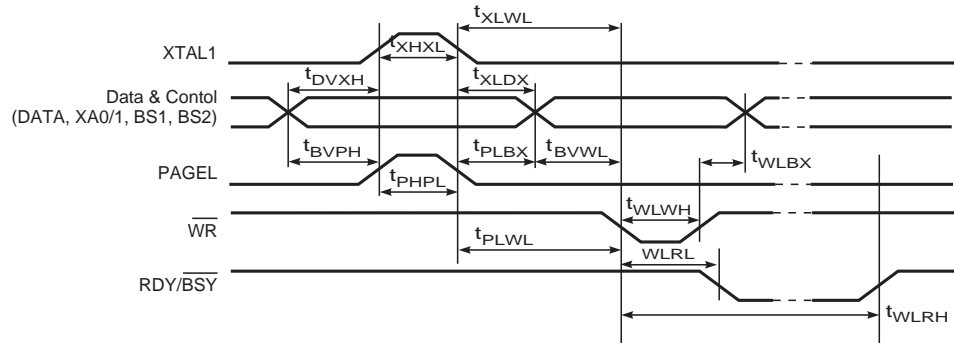 tXLWL
XTAL1
tXHXL
tDVXH
tXLDX
Data & Contol
(DATA, XA0/1, BS1, BS2)
tBVPH
tPLBX
tBVWL
tWLBX
PAGEL
tPHPL
tWLWH
WR
tPLWL
WLRL
RDY/BSY
tWLRH